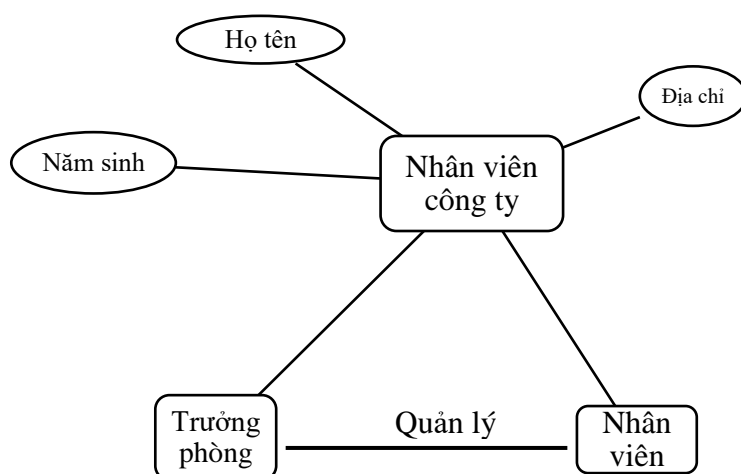 Họ tên
Địa chỉ
Năm sinh
Nhân viên
công ty
Trưởng
phòng
Quản lý
Nhân
viên